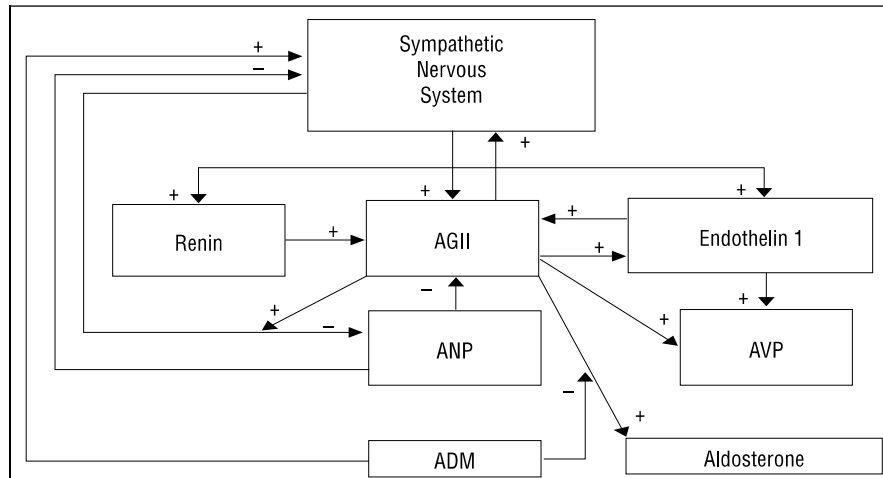 +
Sympathetic
−
Nervous
System
+
+
+
+
Renin
+
AGII
+
+
Endothelin 1
+
−
+
−
ANP
+
AVP
−
+
ADM
Aldosterone